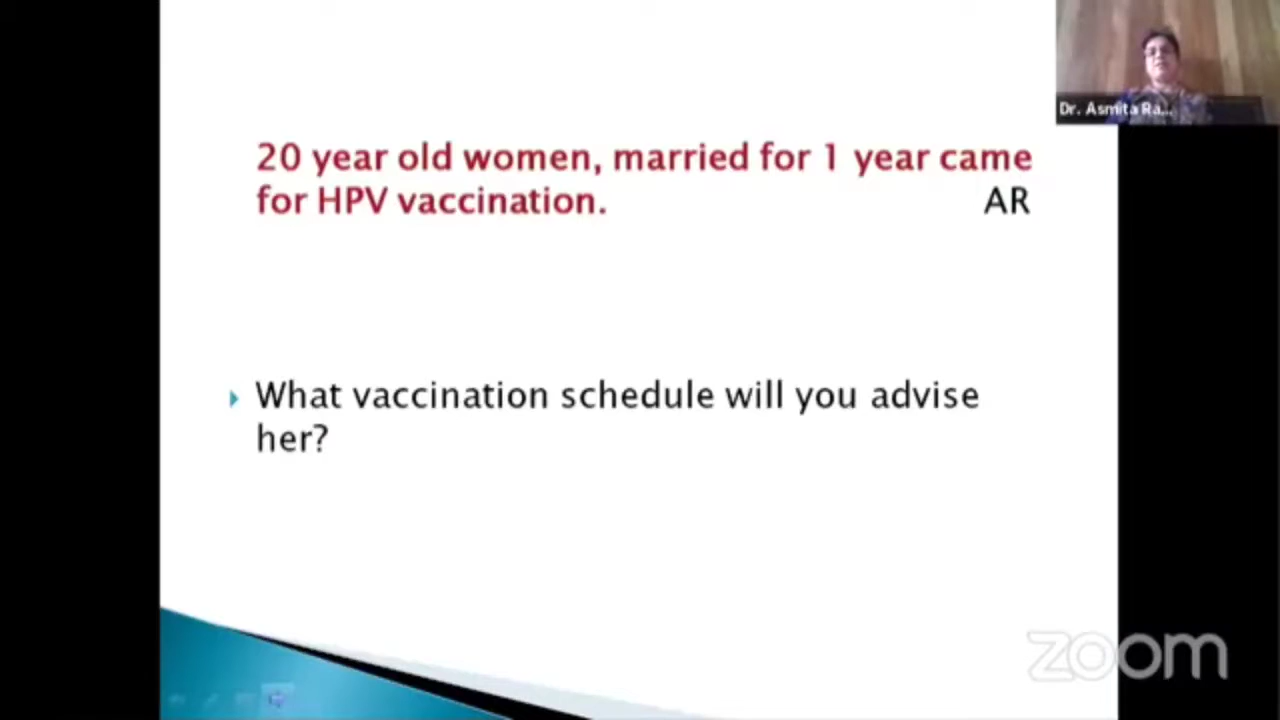 Dr. Asmita Ra...
20 year old women, married for 1 year came
for HPV vaccination. AR
What vaccination schedule will you advise
her?
zoom